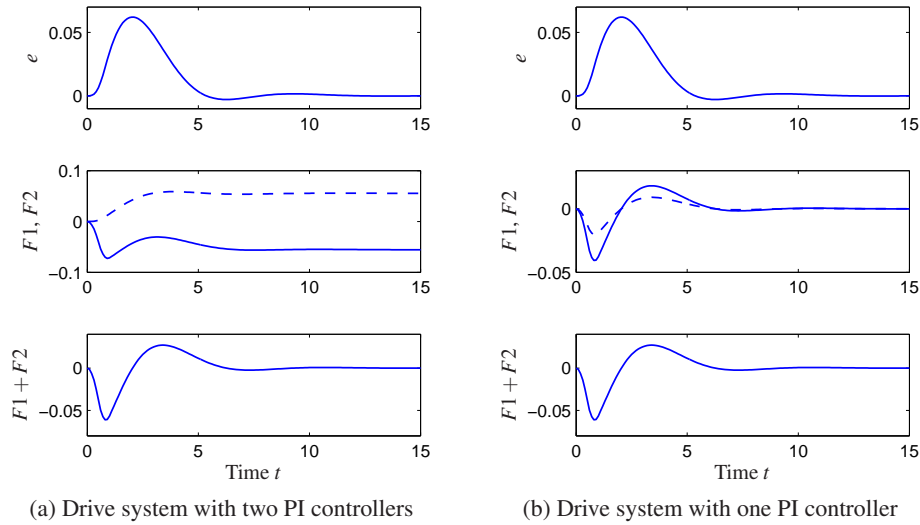 0.05
e
0
0 5 10 15
0.1
F1, F2
0
−0.1
0 5 10 15
0
F1 + F2
−0.05
0 5 10 15
Time t
(a) Drive system with two PI controllers
0.05
e
0
0 5 10 15
F1, F2
0
−0.05
0 5 10 15
0
F1 + F2
−0.05
0 5 10 15
Time t
(b) Drive system with one PI controller